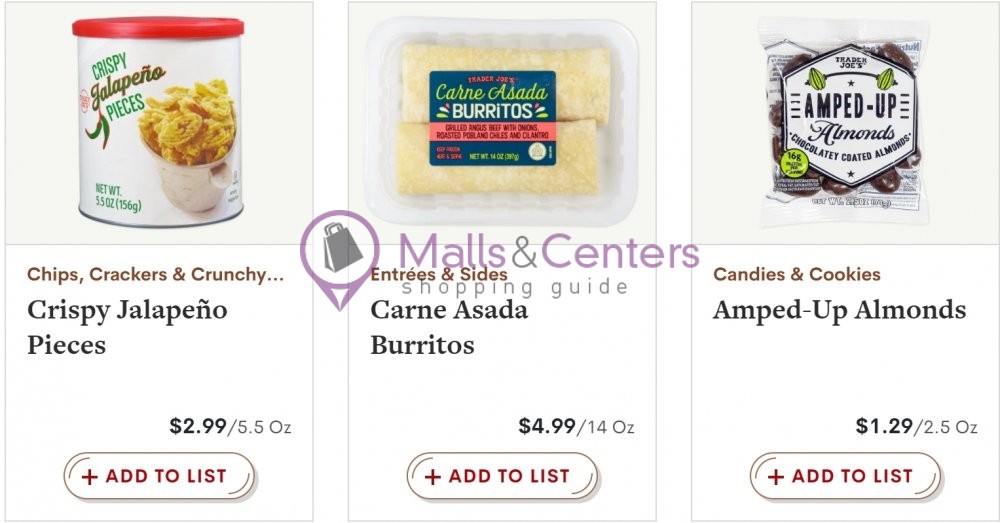 CRISPY
Jalapeño
PIECES
NET WT.
5.5 OZ (156g)
TRADER JOE'S
Carne Asada
BURRITOS
GRILLED ANGUS BEEF WITH ONIONS,
ROASTED POBLANO CHILES AND CILANTRO
KEEP FROZEN
HEAT & SERVE
NET WT. 14 OZ (397g)
TRADER
JOE'S
AMPED-UP
Almonds
CHOCOLATEY COATED ALMONDS
16g
NET WT. 2.5 OZ (71g)
Malls&Centers
shopping guide
Chips, Crackers & Crunchy...
Crispy Jalapeño
Pieces
$2.99/5.5 Oz
+ ADD TO LIST
Entrées & Sides
Carne Asada
Burritos
$4.99/14 Oz
+ ADD TO LIST
Candies & Cookies
Amped-Up Almonds
$1.29/2.5 Oz
+ ADD TO LIST